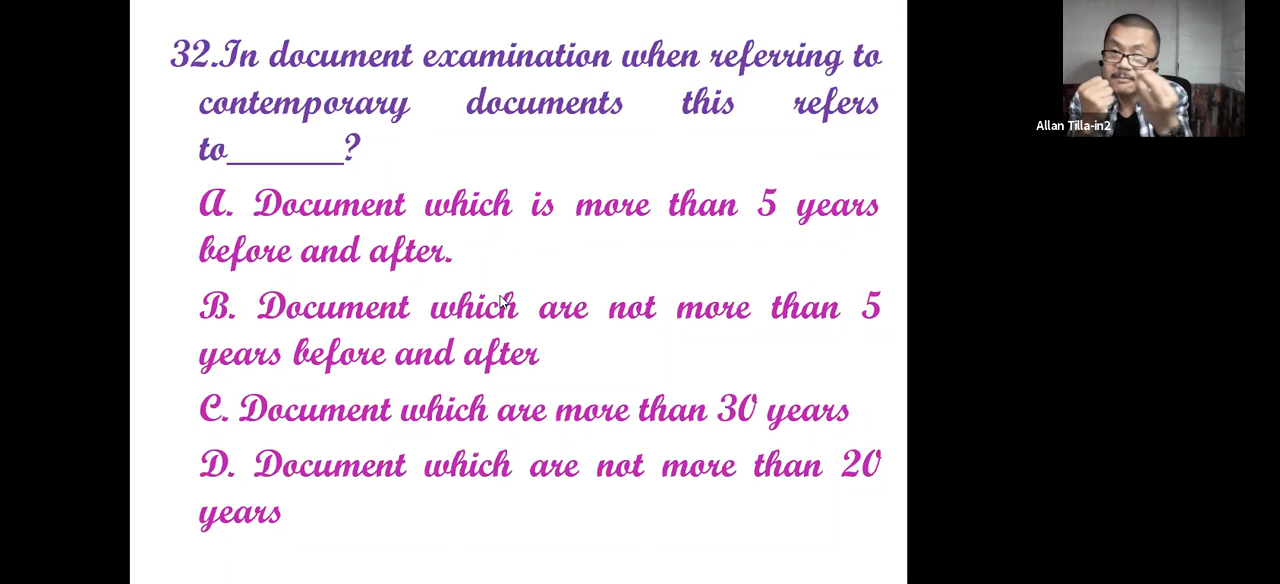 32.In document examination when referring to
contemporary documents this refers
to______?
A. Document which is more than 5 years
before and after.
B. Document which are not more than 5
years before and after
C. Document which are more than 30 years
D. Document which are not more than 20
years
Allan Tilla-in2